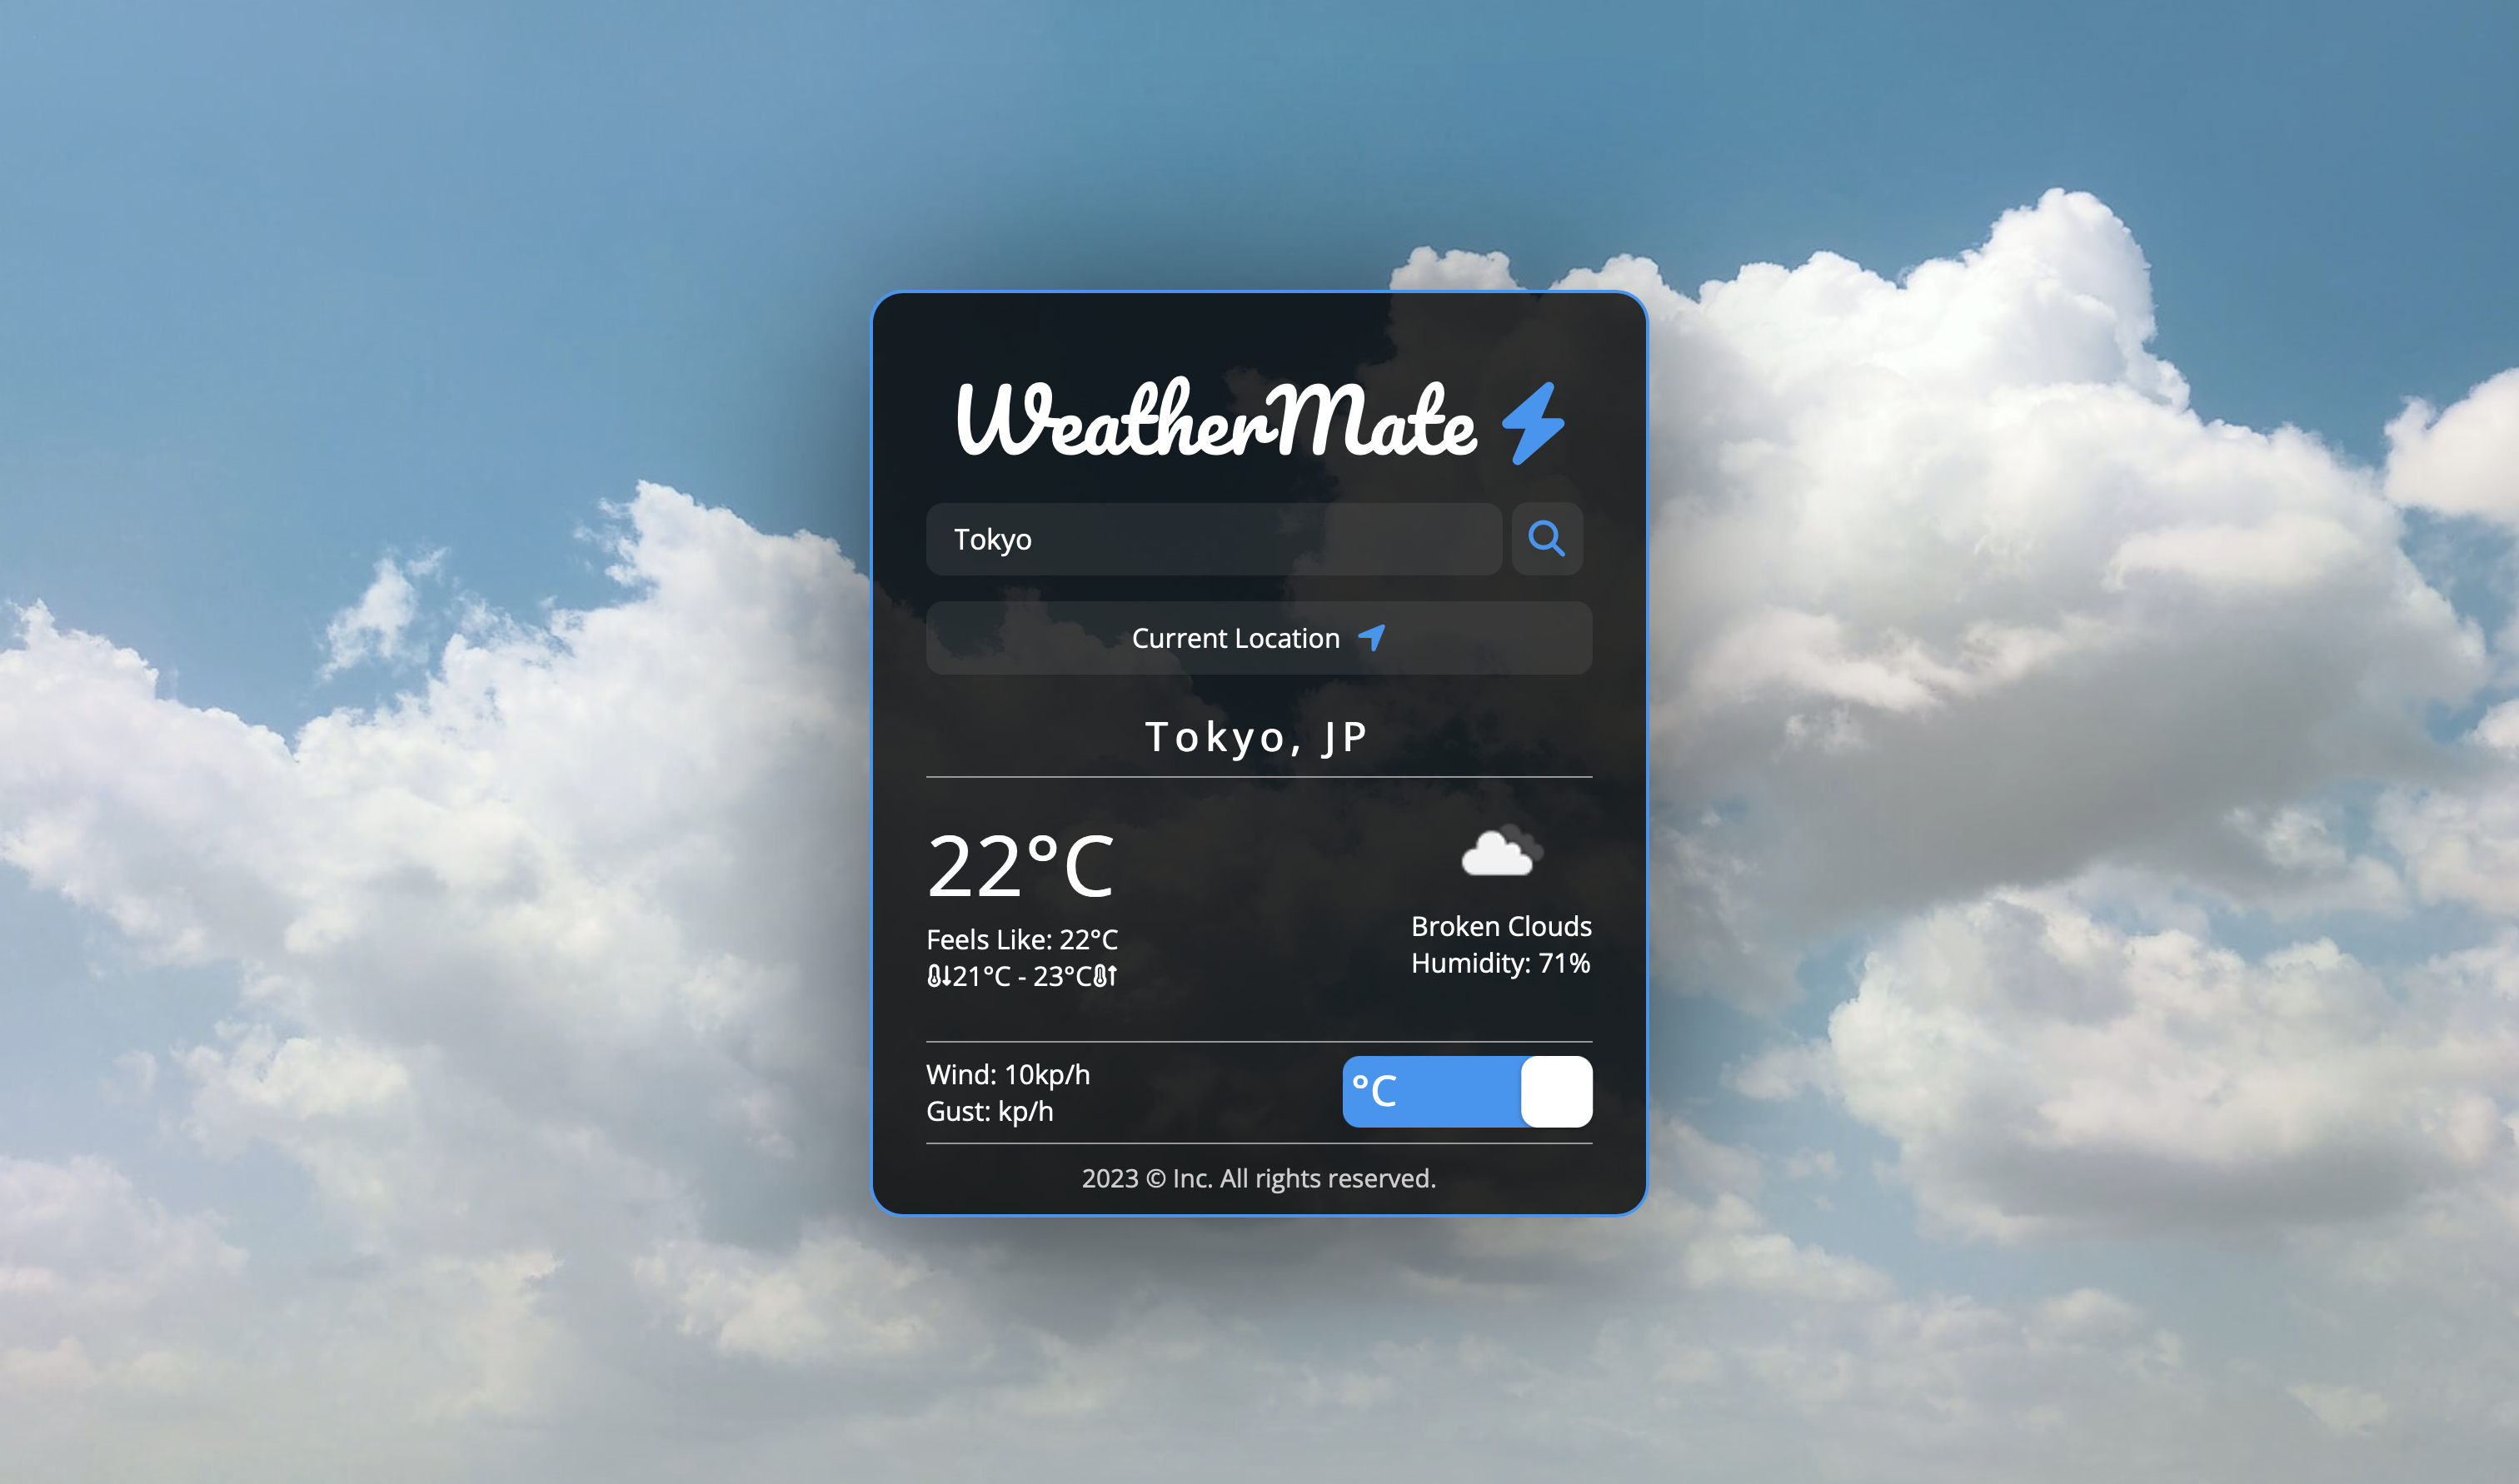 WeatherMate
Tokyo
Current Location
Tokyo, JP
22°C
Feels Like: 22°C
21°C - 23°C
Broken Clouds
Humidity: 71%
Wind: 10kp/h
Gust: kp/h
°C
2023 © Inc. All rights reserved.